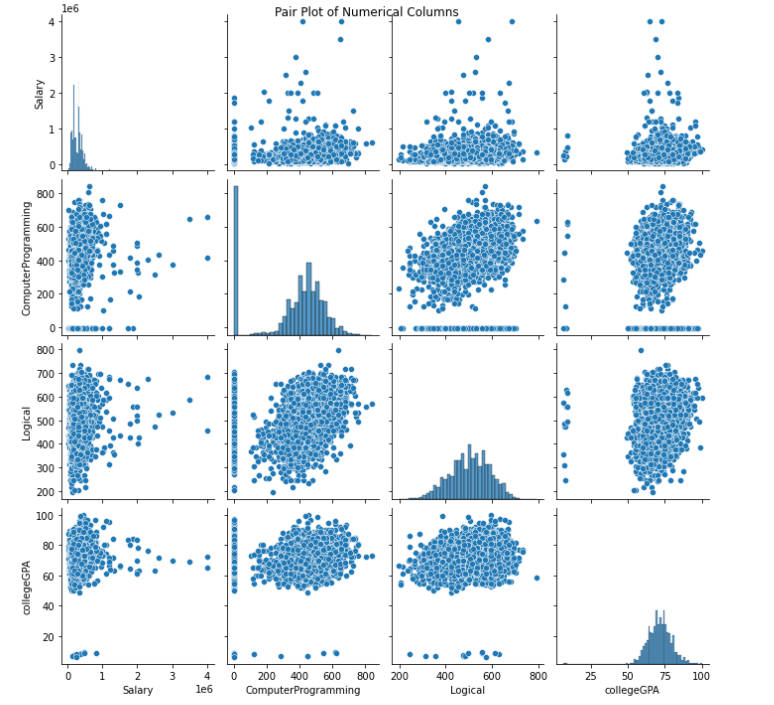 Pair Plot of Numerical Columns
1e6
4
3
2
1
0
Salary
800
600
400
200
0
ComputerProgramming
800
700
600
500
400
300
200
Logical
100
80
60
40
20
collegeGPA
0 1 2 3 4
1e6
Salary
0 200 400 600 800
ComputerProgramming
200 400 600 800
Logical
25 50 75 100
collegeGPA